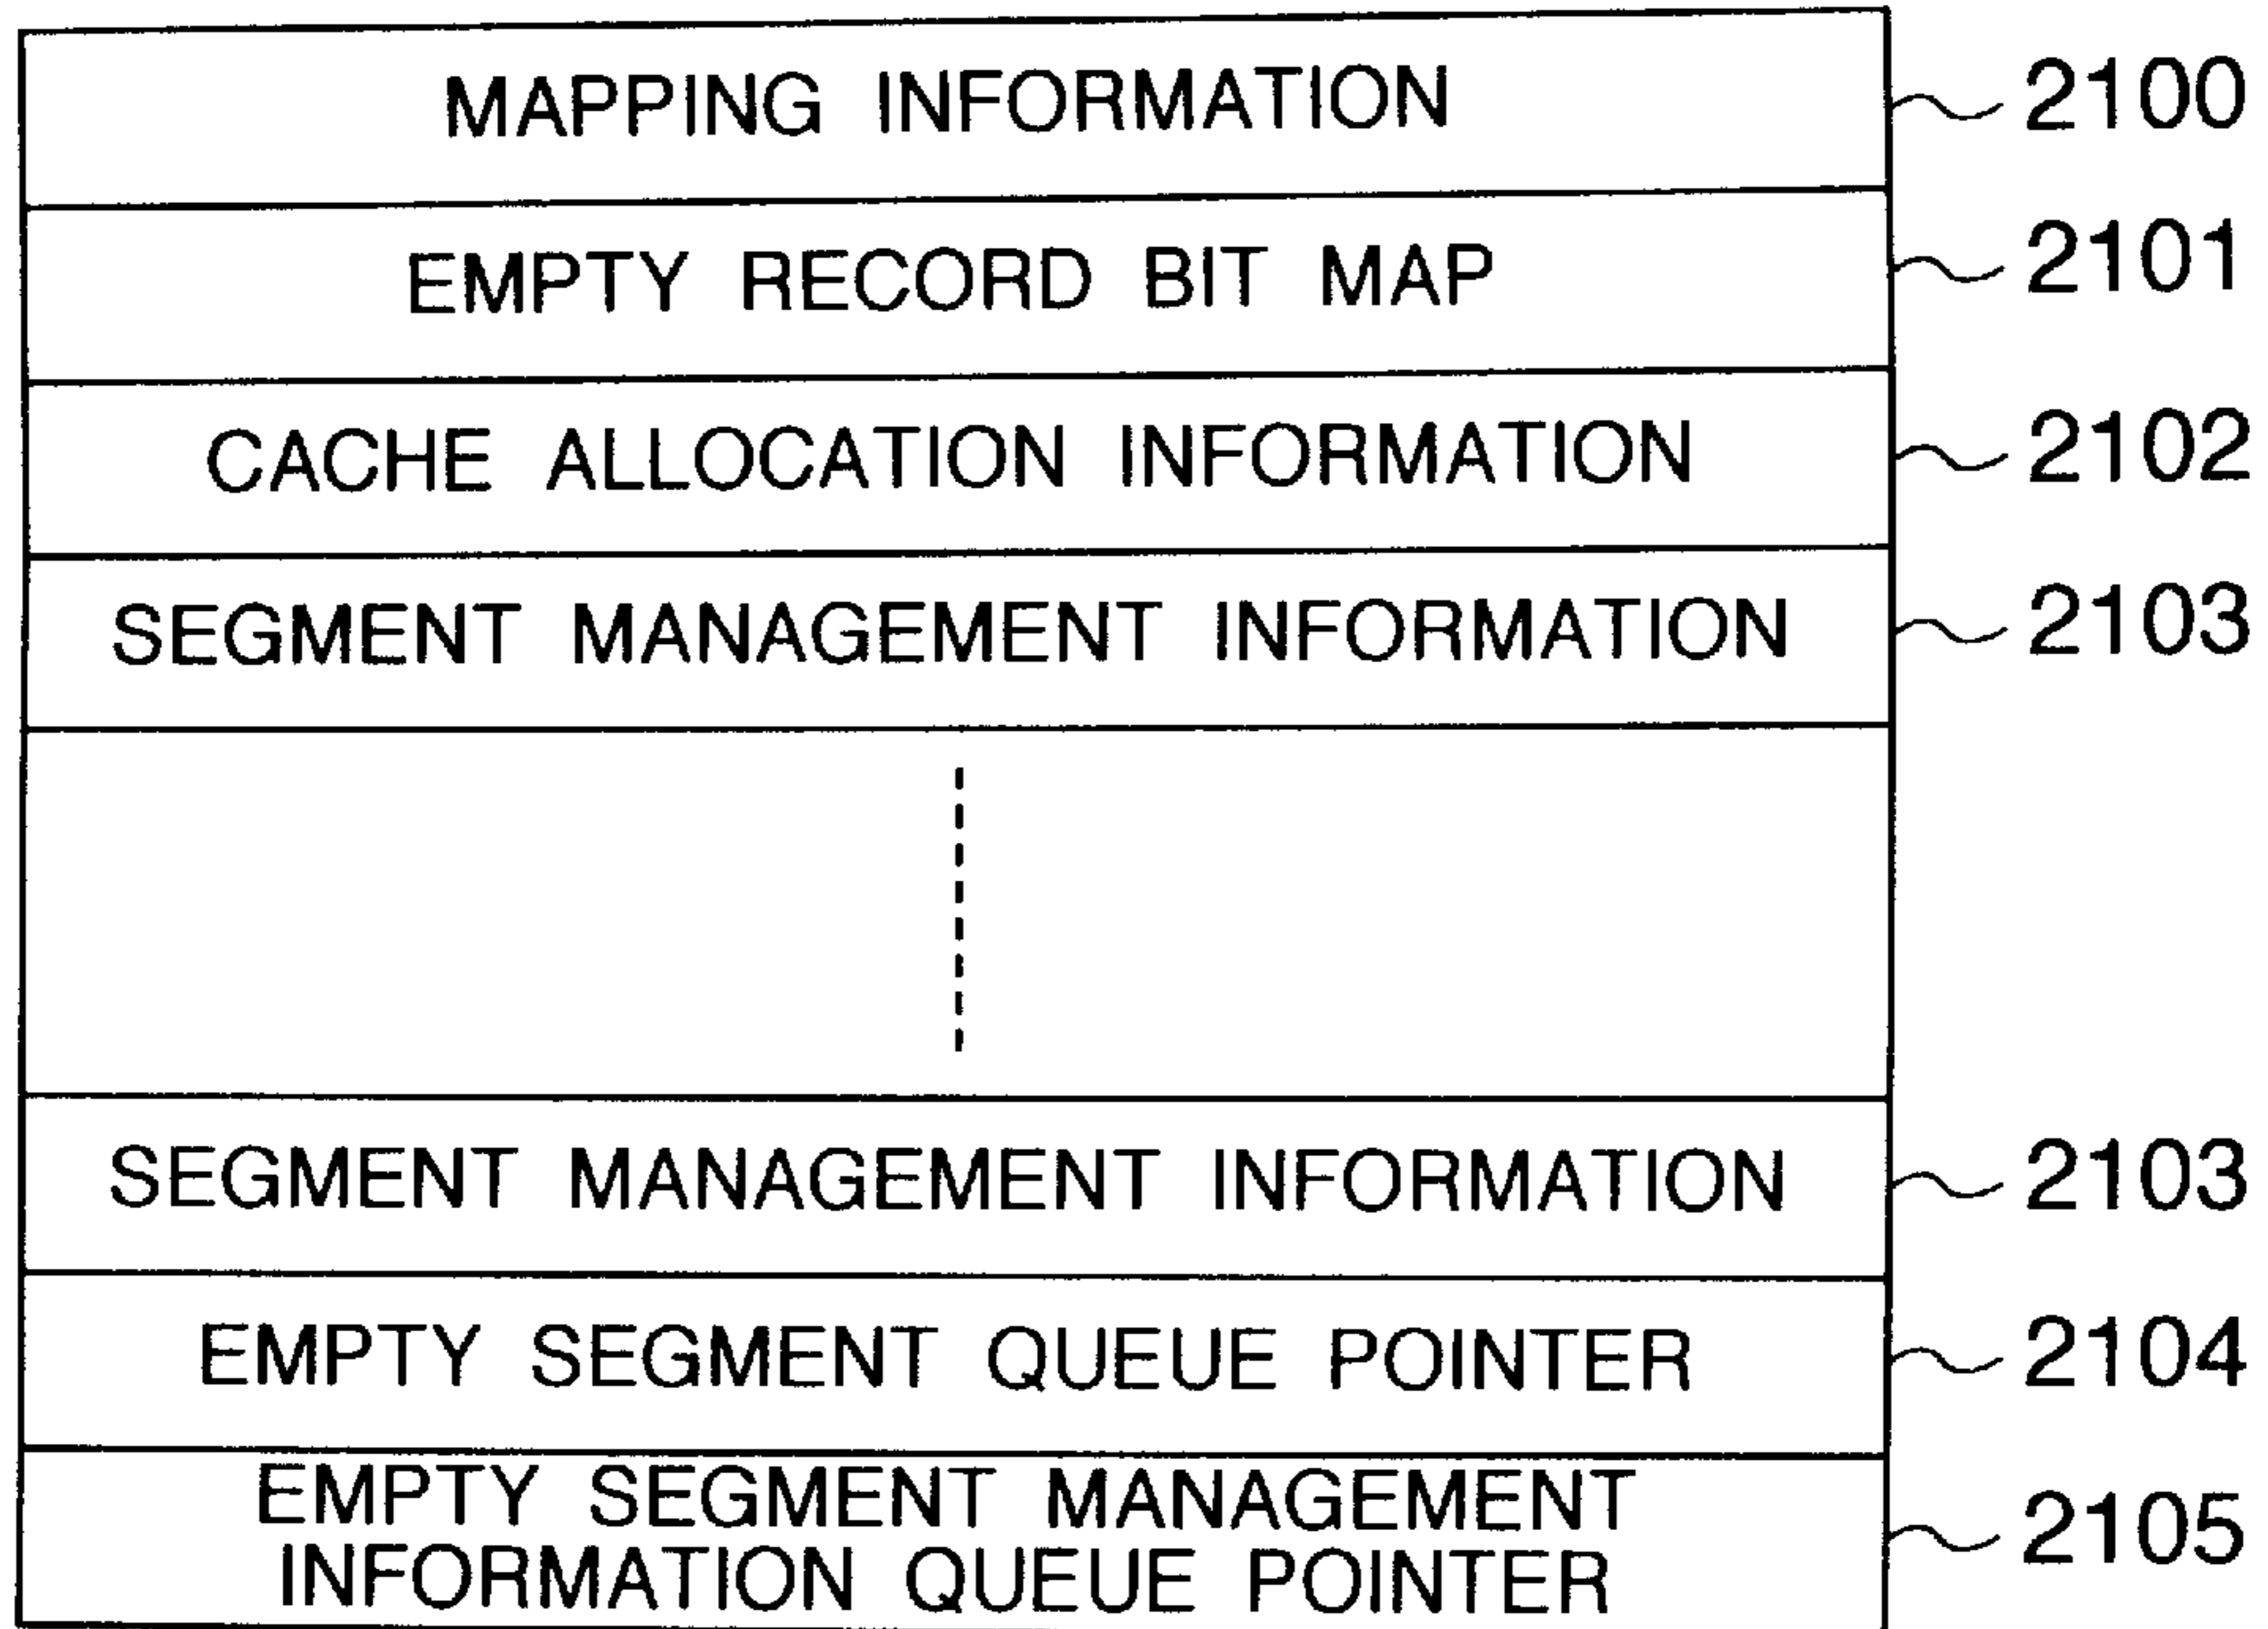 MAPPING INFORMATION 2100
EMPTY RECORD BIT MAP 2101
CACHE ALLOCATION INFORMATION 2102
SEGMENT MANAGEMENT INFORMATION 2103
SEGMENT MANAGEMENT INFORMATION 2103
EMPTY SEGMENT QUEUE POINTER 2104
EMPTY SEGMENT MANAGEMENT
INFORMATION QUEUE POINTER 2105